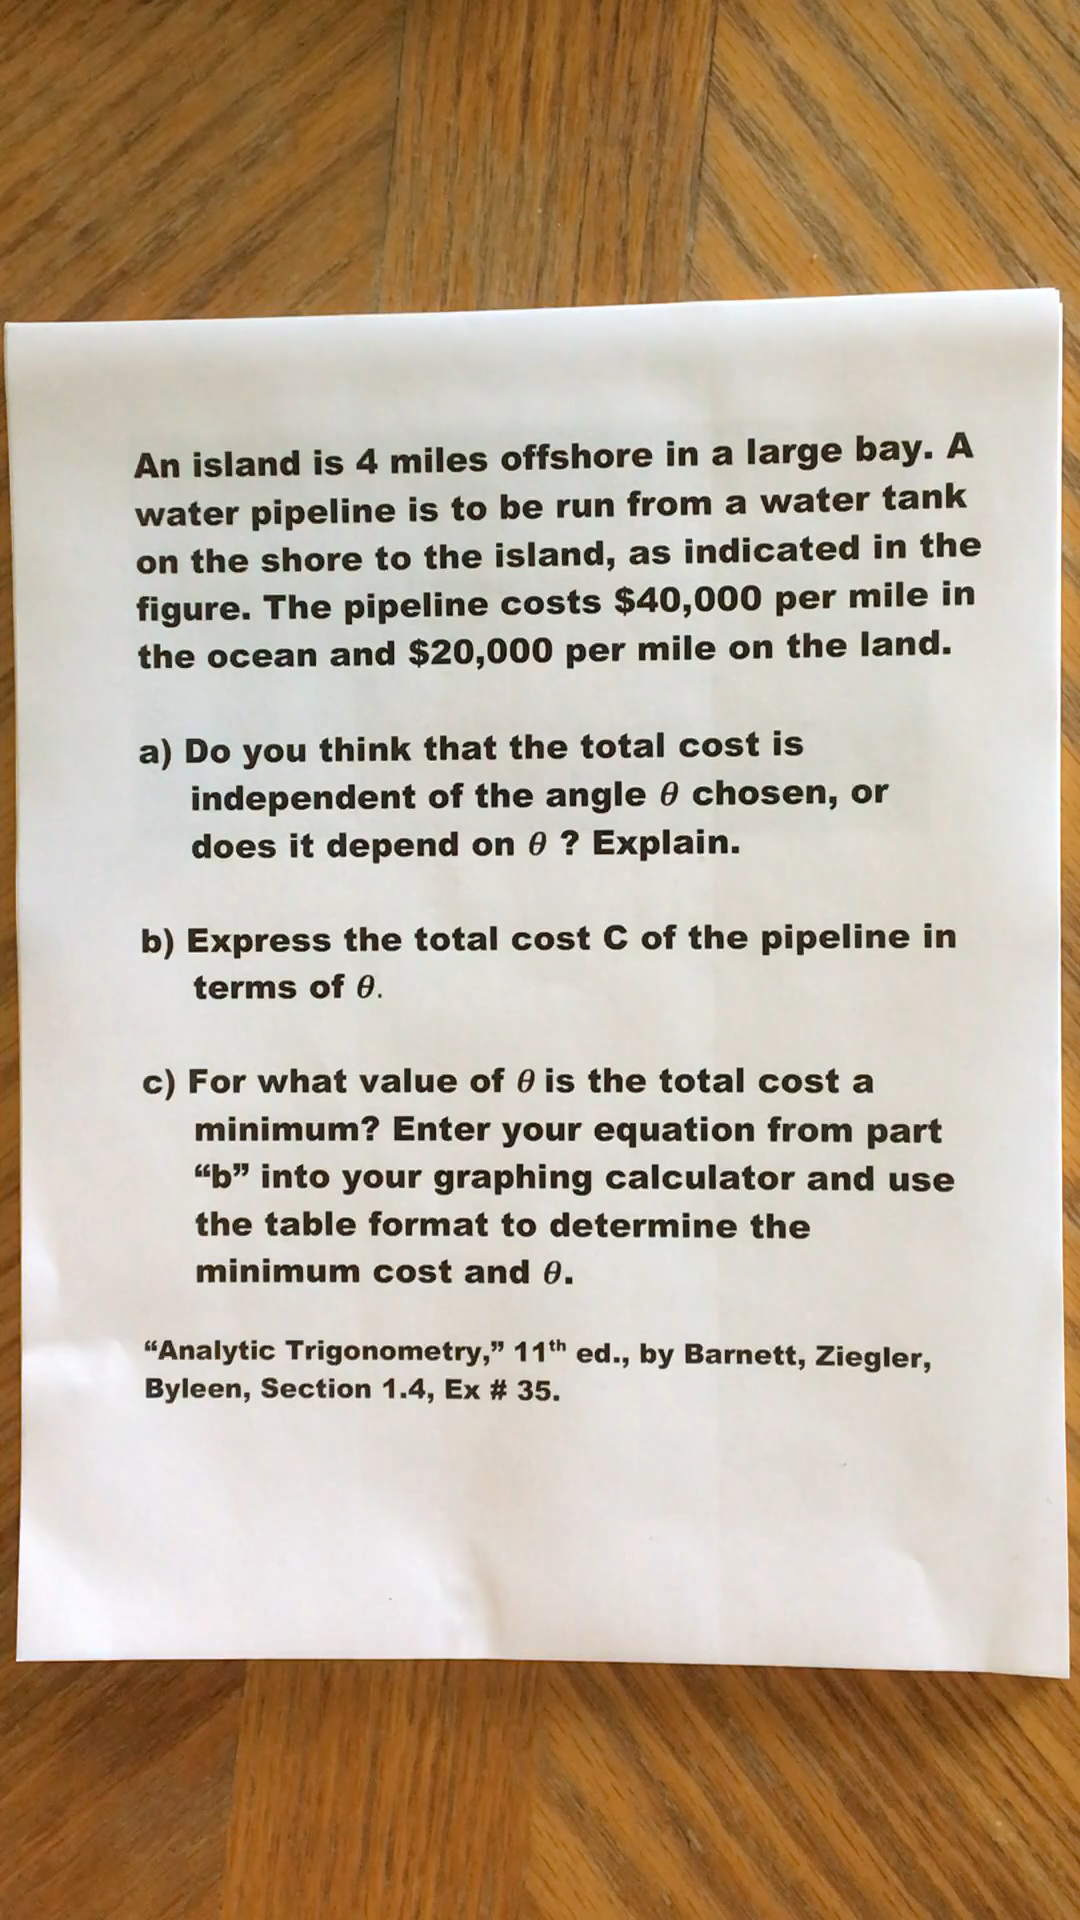 An island is 4 miles offshore in a large bay. A
water pipeline is to be run from a water tank
on the shore to the island, as indicated in the
figure. The pipeline costs $40,000 per mile in
the ocean and $20,000 per mile on the land.
a) Do you think that the total cost is
independent of the angle θ chosen, or
does it depend on θ ? Explain.
b) Express the total cost C of the pipeline in
terms of θ.
c) For what value of θ is the total cost a
minimum? Enter your equation from part
“b” into your graphing calculator and use
the table format to determine the
minimum cost and θ.
“Analytic Trigonometry,” 11th ed., by Barnett, Ziegler,
Byleen, Section 1.4, Ex # 35.